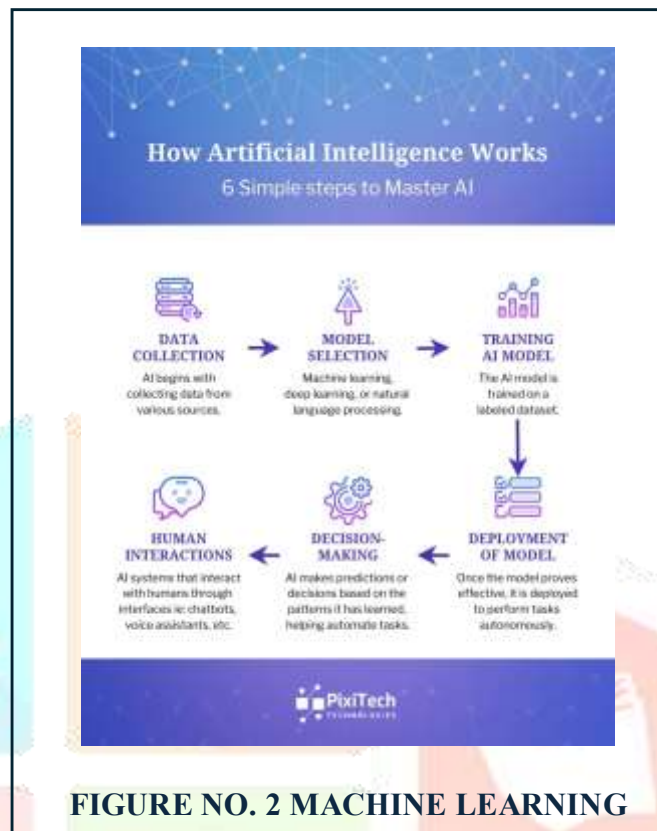 How Artificial Intelligence Works
6 Simple steps to Master AI
DATA
COLLECTION
AI begins with
collecting data from
various sources.
MODEL
SELECTION
Machine learning,
deep learning, or natural
language processing.
TRAINING
AI MODEL
The AI model is
trained on a
labeled dataset.
DEPLOYMENT
OF MODEL
Once the model proves
effective, it is deployed
to perform tasks
autonomously.
DECISION-
MAKING
AI makes predictions or
decisions based on the
patterns it has learned,
helping automate tasks.
HUMAN
INTERACTIONS
AI systems that interact
with humans through
interfaces ie: chatbots,
voice assistants, etc.
PixiTech
TECHNOLOGIES
FIGURE NO. 2 MACHINE LEARNING